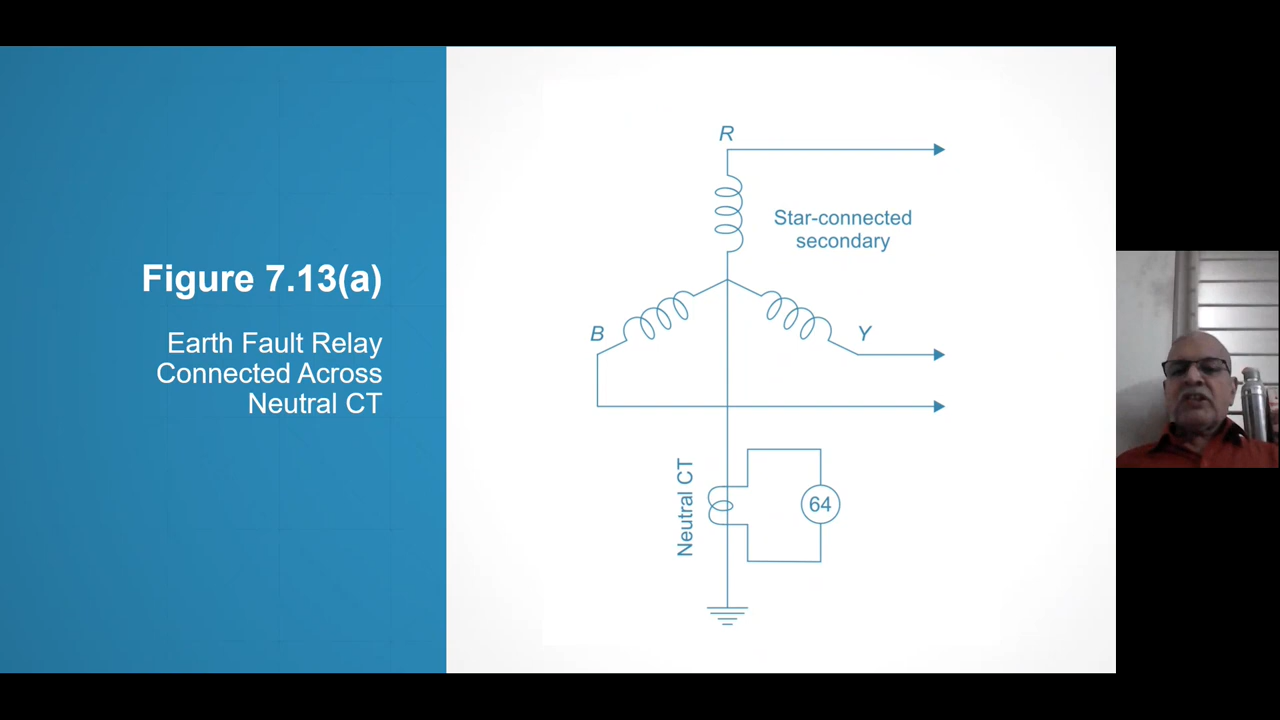 Figure 7.13(a)
Earth Fault Relay
Connected Across
Neutral CT
R
Star-connected
secondary
B
Y
Neutral CT
64